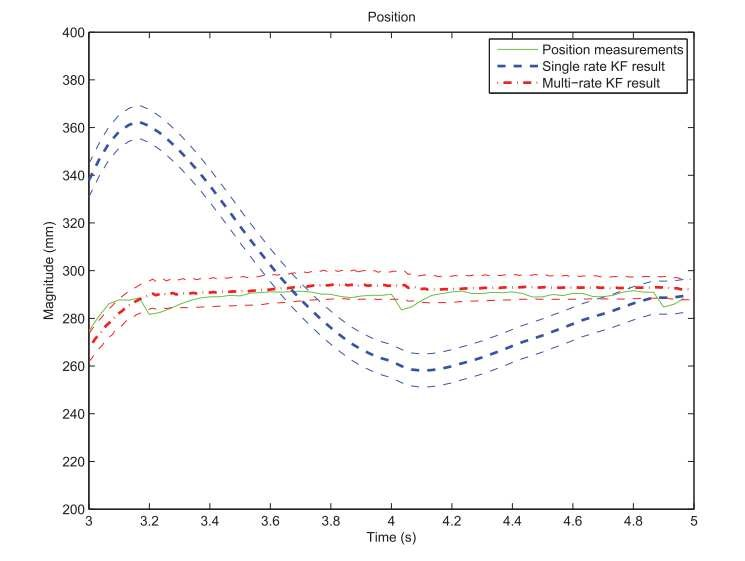 Position
400
380
360
340
320
300
280
260
240
220
200
Magnitude (mm)
Position measurements
Single rate KF result
Multi−rate KF result
3 3.2 3.4 3.6 3.8 4 4.2 4.4 4.6 4.8 5
Time (s)